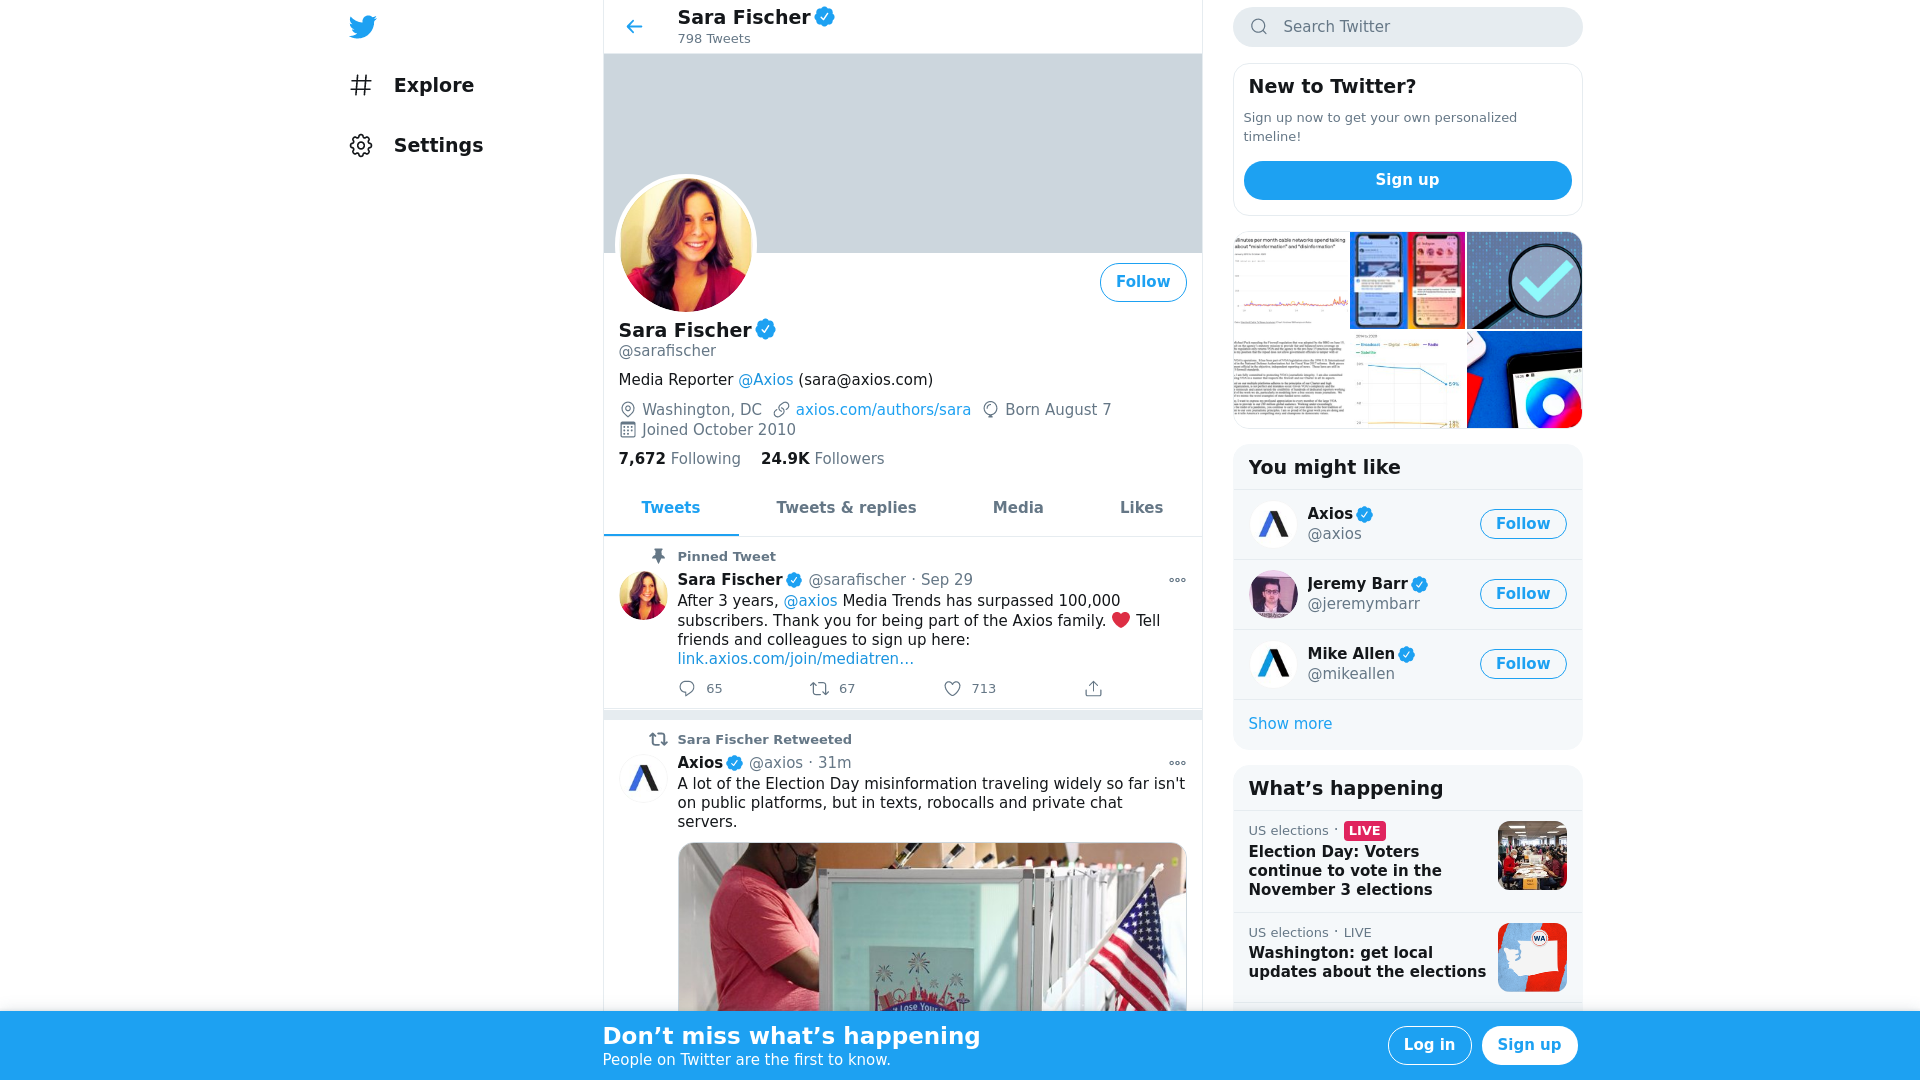 Explore
Settings
Sara Fischer
798 Tweets
Follow
Sara Fischer
@sarafischer
Media Reporter @Axios (sara@axios.com)
Washington, DC axios.com/authors/sara Born August 7
Joined October 2010
7,672 Following 24.9K Followers
Tweets Tweets & replies Media Likes
Pinned Tweet
Sara Fischer @sarafischer · Sep 29
After 3 years, @axios Media Trends has surpassed 100,000
subscribers. Thank you for being part of the Axios family. ❤️ Tell
friends and colleagues to sign up here:
link.axios.com/join/mediatren…
65 67 713
Sara Fischer Retweeted
Axios @axios · 31m
A lot of the Election Day misinformation traveling widely so far isn't
on public platforms, but in texts, robocalls and private chat
servers.
Search Twitter
New to Twitter?
Sign up now to get your own personalized
timeline!
Sign up
about "misinformation" and "disinformation"
You might like
Axios
@axios
Follow
Jeremy Barr
@jeremymbarr
Follow
Mike Allen
@mikeallen
Follow
Show more
What’s happening
US elections · LIVE
Election Day: Voters
continue to vote in the
November 3 elections
US elections · LIVE
Washington: get local
updates about the elections
WA
Don’t miss what’s happening
People on Twitter are the first to know.
Log in
Sign up